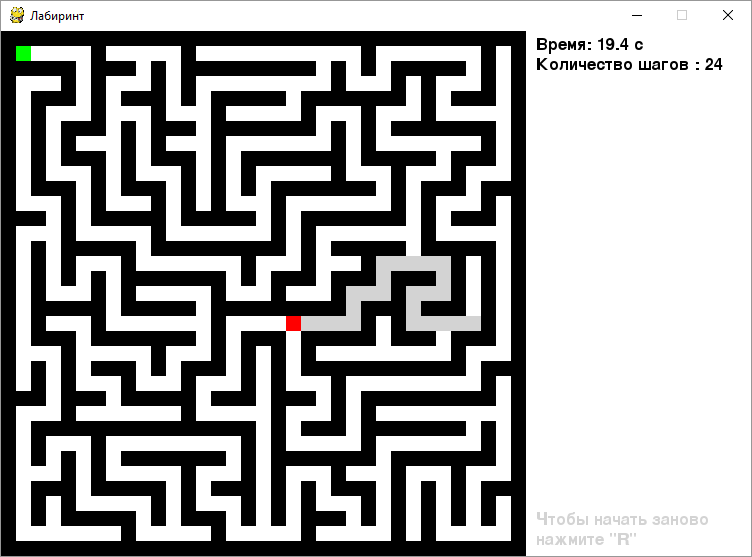 Лабиринт
Время: 19.4 с
Количество шагов : 24
Чтобы начать заново
нажмите "R"